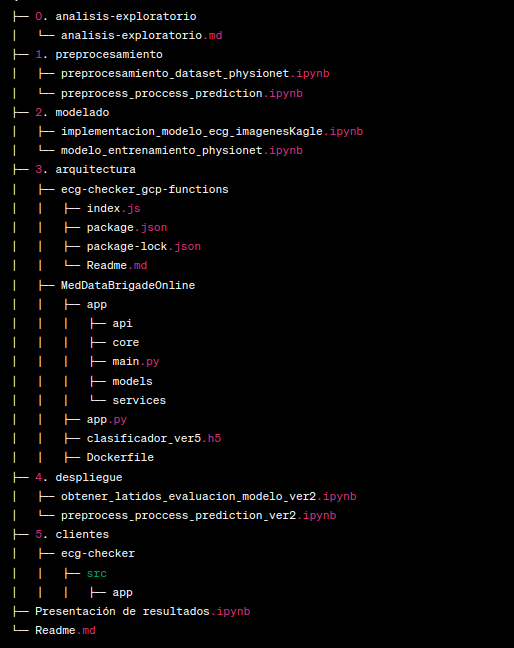 ├── 0. analisis-exploratorio
│   └── analisis-exploratorio.md
├── 1. preprocesamiento
│   ├── preprocesamiento_dataset_physionet.ipynb
│   └── preprocess_proccess_prediction.ipynb
├── 2. modelado
│   ├── implementacion_modelo_ecg_imagenesKagle.ipynb
│   └── modelo_entrenamiento_physionet.ipynb
├── 3. arquitectura
│   ├── ecg-checker_gcp-functions
│   │   ├── index.js
│   │   ├── package.json
│   │   ├── package-lock.json
│   │   └── Readme.md
│   ├── MedDataBrigadeOnline
│   │   ├── app
│   │   │   ├── api
│   │   │   ├── core
│   │   │   ├── main.py
│   │   │   ├── models
│   │   │   └── services
│   │   ├── app.py
│   │   ├── clasificador_ver5.h5
│   │   ├── Dockerfile
├── 4. despliegue
│   ├── obtener_latidos_evaluacion_modelo_ver2.ipynb
│   └── preprocess_proccess_prediction_ver2.ipynb
├── 5. clientes
│   ├── ecg-checker
│   │   ├── src
│   │   │   ├── app
├── Presentación de resultados.ipynb
└── Readme.md